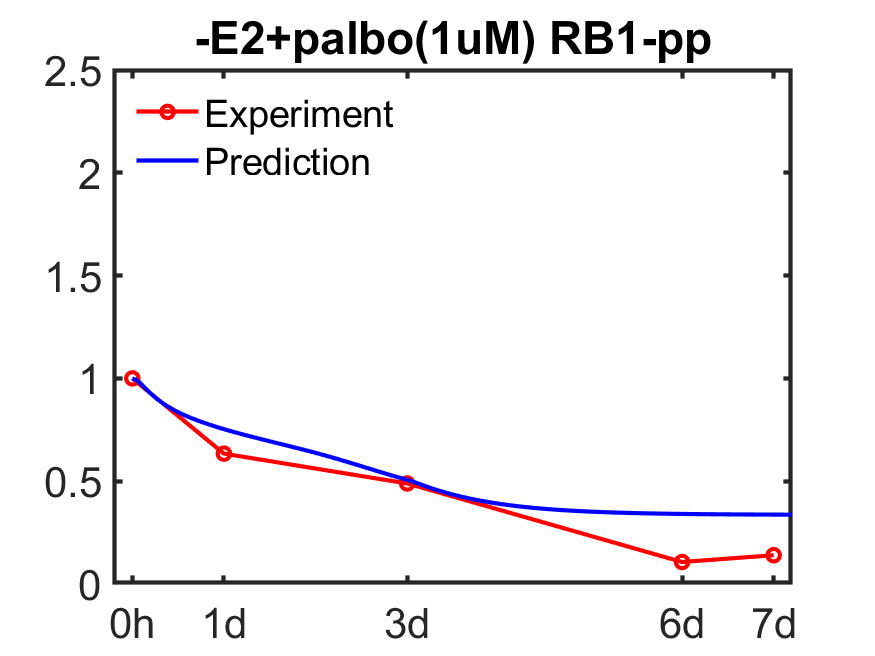 -E2+palbo(1uM) RB1-pp
2.5
2
1.5
1
0.5
0
Experiment
Prediction
0h 1d 3d 6d 7d